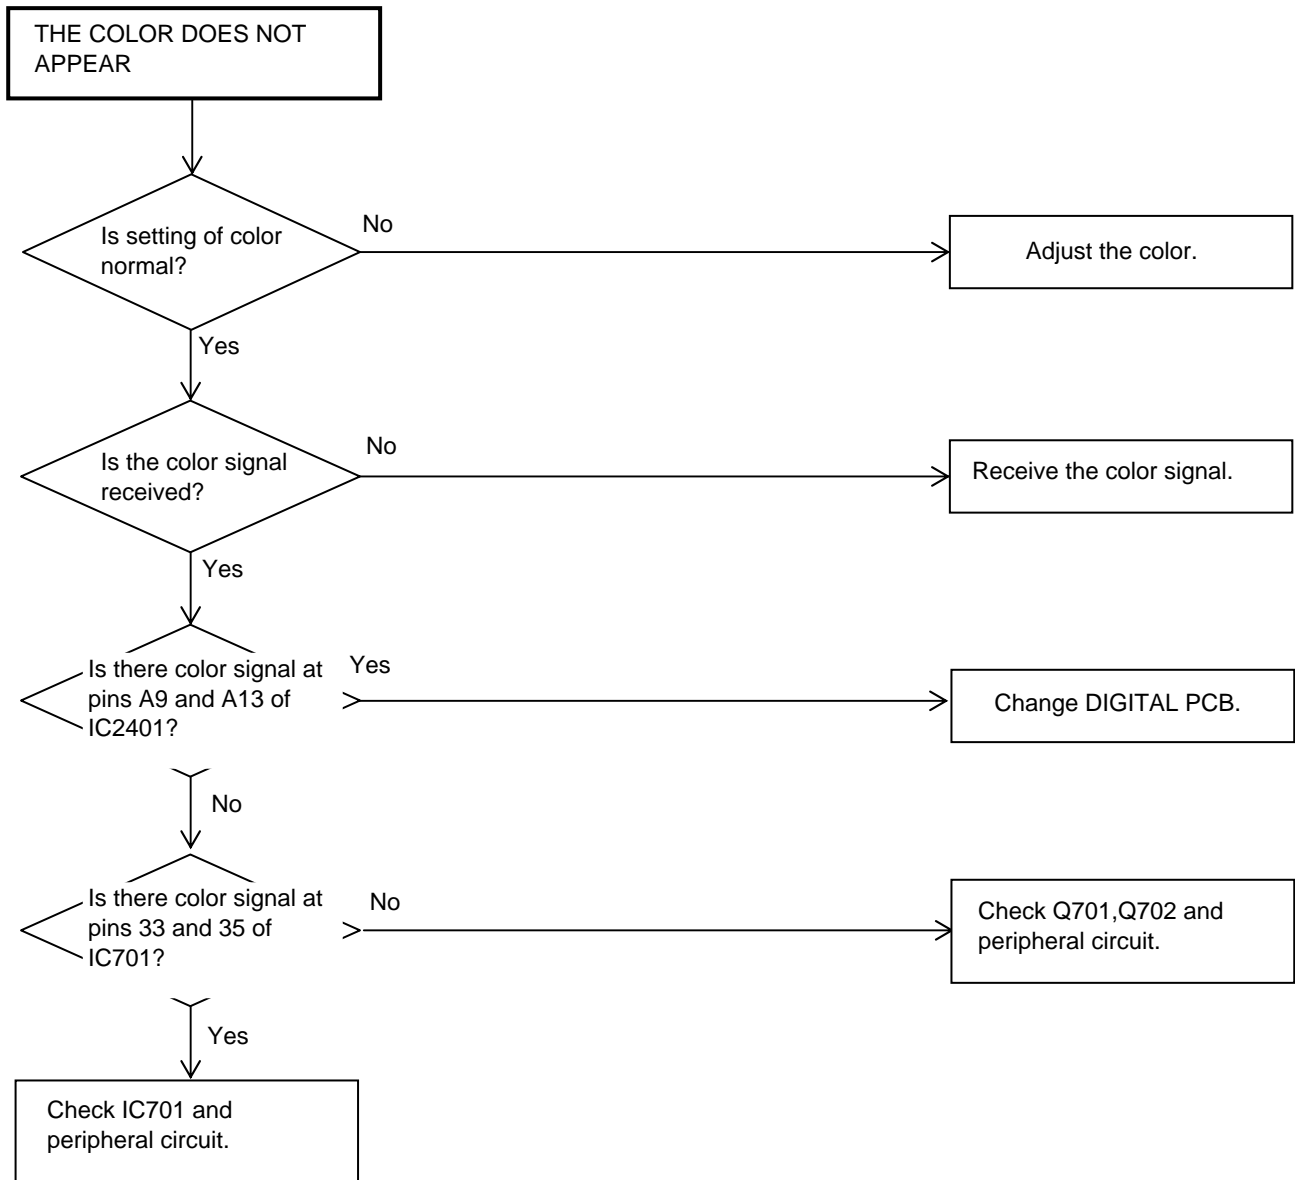 THE COLOR DOES NOT
APPEAR
Is setting of color
normal?
No
Adjust the color.
Yes
Is the color signal
received?
No
Receive the color signal.
Yes
Is there color signal at
pins A9 and A13 of
IC2401?
Yes
Change DIGITAL PCB.
No
Is there color signal at
pins 33 and 35 of
IC701?
No
Check Q701,Q702 and
peripheral circuit.
Yes
Check IC701 and
peripheral circuit.